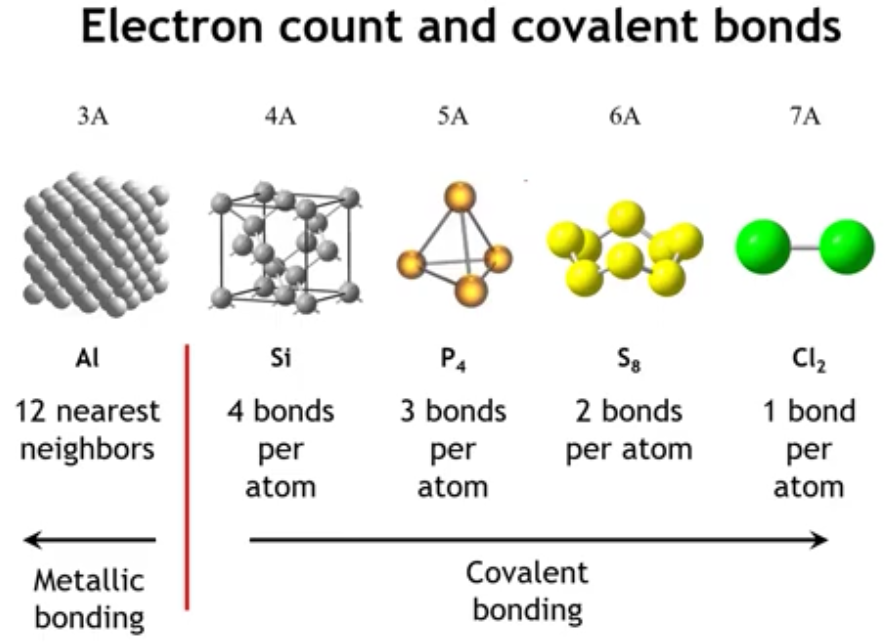 Electron count and covalent bonds
3A 4A 5A 6A 7A
Al Si P₄ S₈ Cl₂
12 nearest
neighbors
4 bonds
per
atom
3 bonds
per
atom
2 bonds
per atom
1 bond
per
atom
Metallic
bonding
Covalent
bonding